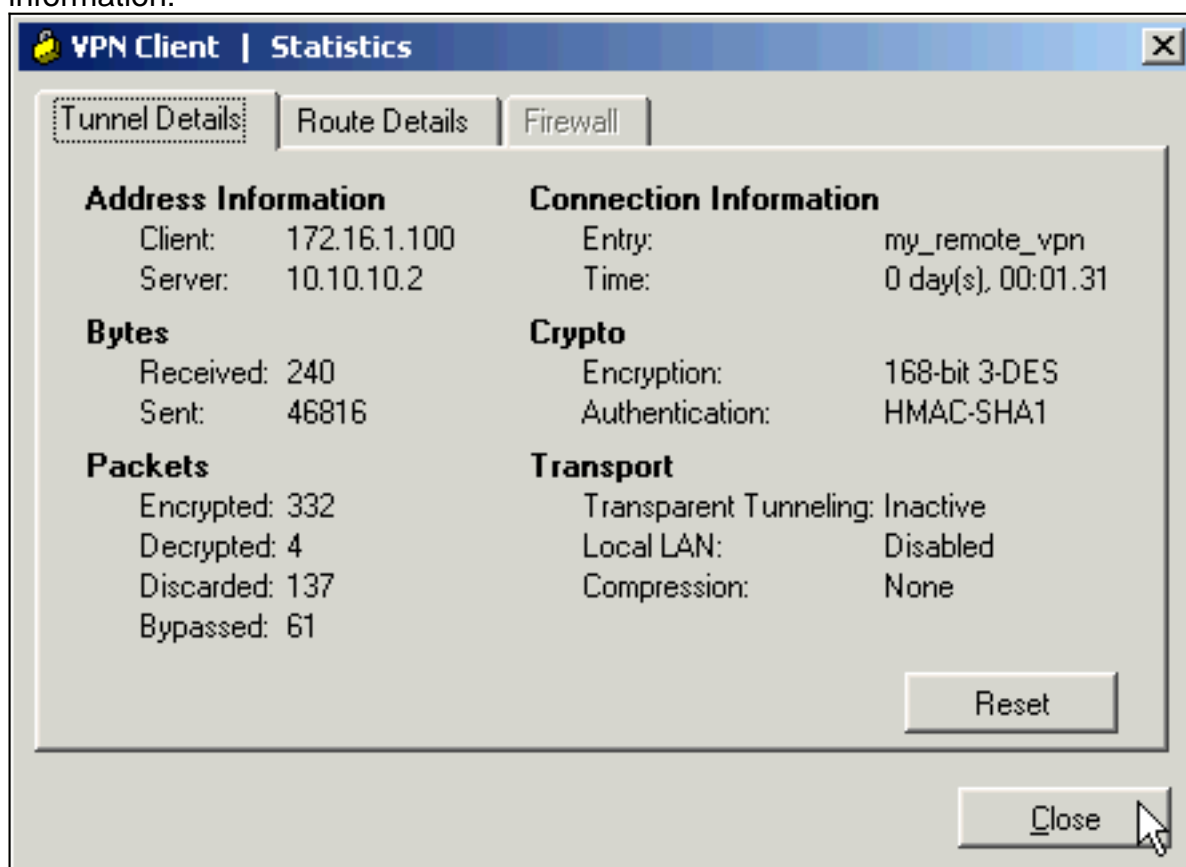 information.
VPN Client | Statistics
Tunnel Details Route Details Firewall
Address Information
Client: 172.16.1.100
Server: 10.10.10.2
Connection Information
Entry: my_remote_vpn
Time: 0 day(s), 00:01.31
Bytes
Received: 240
Sent: 46816
Crypto
Encryption: 168-bit 3-DES
Authentication: HMAC-SHA1
Packets
Encrypted: 332
Decrypted: 4
Discarded: 137
Bypassed: 61
Transport
Transparent Tunneling: Inactive
Local LAN: Disabled
Compression: None
Reset
Close